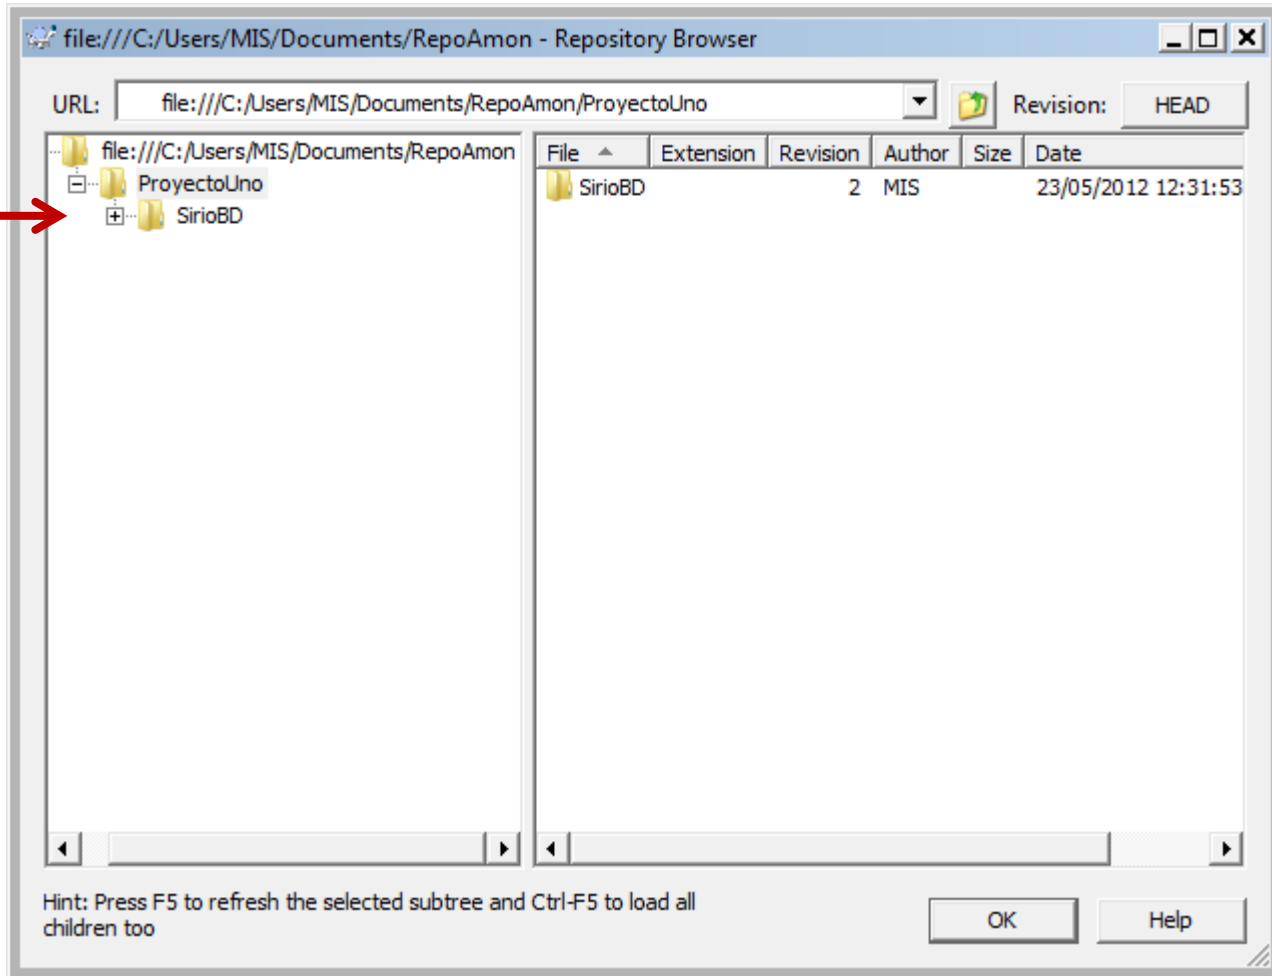 file:///C:/Users/MIS/Documents/RepoAmon - Repository Browser
URL: file:///C:/Users/MIS/Documents/RepoAmon/ProyectoUno Revision: HEAD
file:///C:/Users/MIS/Documents/RepoAmon
ProyectoUno
SirioBD
File Extension Revision Author Size Date
SirioBD 2 MIS 23/05/2012 12:31:53
Hint: Press F5 to refresh the selected subtree and Ctrl-F5 to load all
children too
OK Help